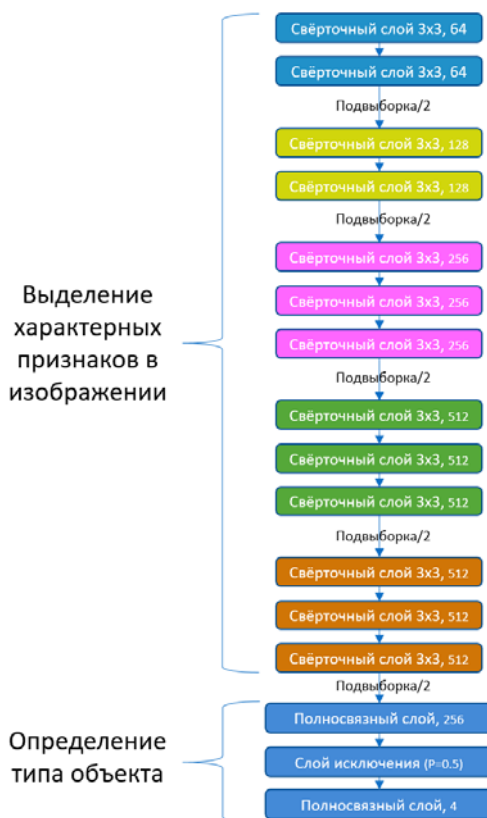 Свёрточный слой 3x3, 64
Свёрточный слой 3x3, 64
Подвыборка/2
Свёрточный слой 3x3, 128
Свёрточный слой 3x3, 128
Подвыборка/2
Свёрточный слой 3x3, 256
Свёрточный слой 3x3, 256
Свёрточный слой 3x3, 256
Подвыборка/2
Свёрточный слой 3x3, 512
Свёрточный слой 3x3, 512
Свёрточный слой 3x3, 512
Подвыборка/2
Свёрточный слой 3x3, 512
Свёрточный слой 3x3, 512
Свёрточный слой 3x3, 512
Подвыборка/2
Выделение
характерных
признаков в
изображении
Полносвязный слой, 256
Слой исключения (P=0.5)
Полносвязный слой, 4
Определение
типа объекта